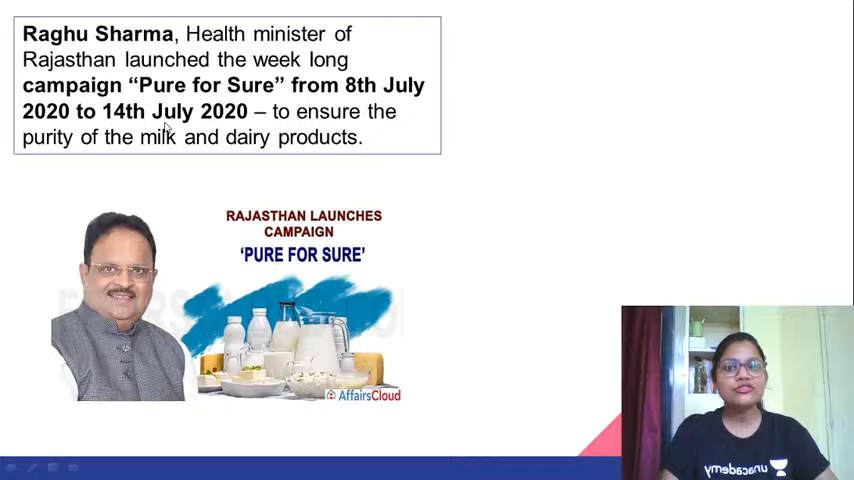 Raghu Sharma, Health minister of
Rajasthan launched the week long
campaign “Pure for Sure” from 8th July
2020 to 14th July 2020 – to ensure the
purity of the milk and dairy products.
RAJASTHAN LAUNCHES
CAMPAIGN
‘PURE FOR SURE’
AffairsCloud
unacademy